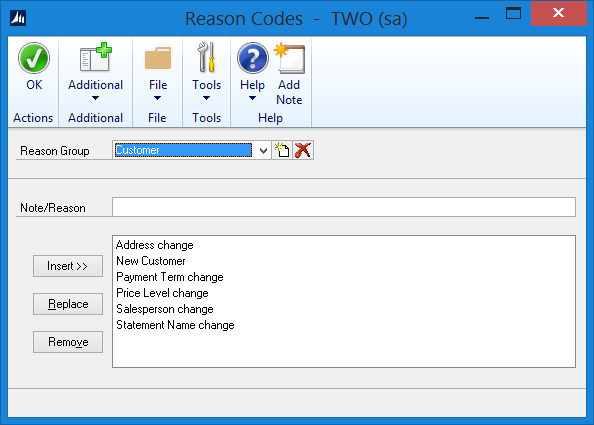 Reason Codes - TWO (sa)
OK Additional File Tools Help Add Note
Actions Additional File Tools Help
Reason Group Customer
Note/Reason
Address change
New Customer
Insert >>
Payment Term change
Price Level change
Replace
Salesperson change
Statement Name change
Remove